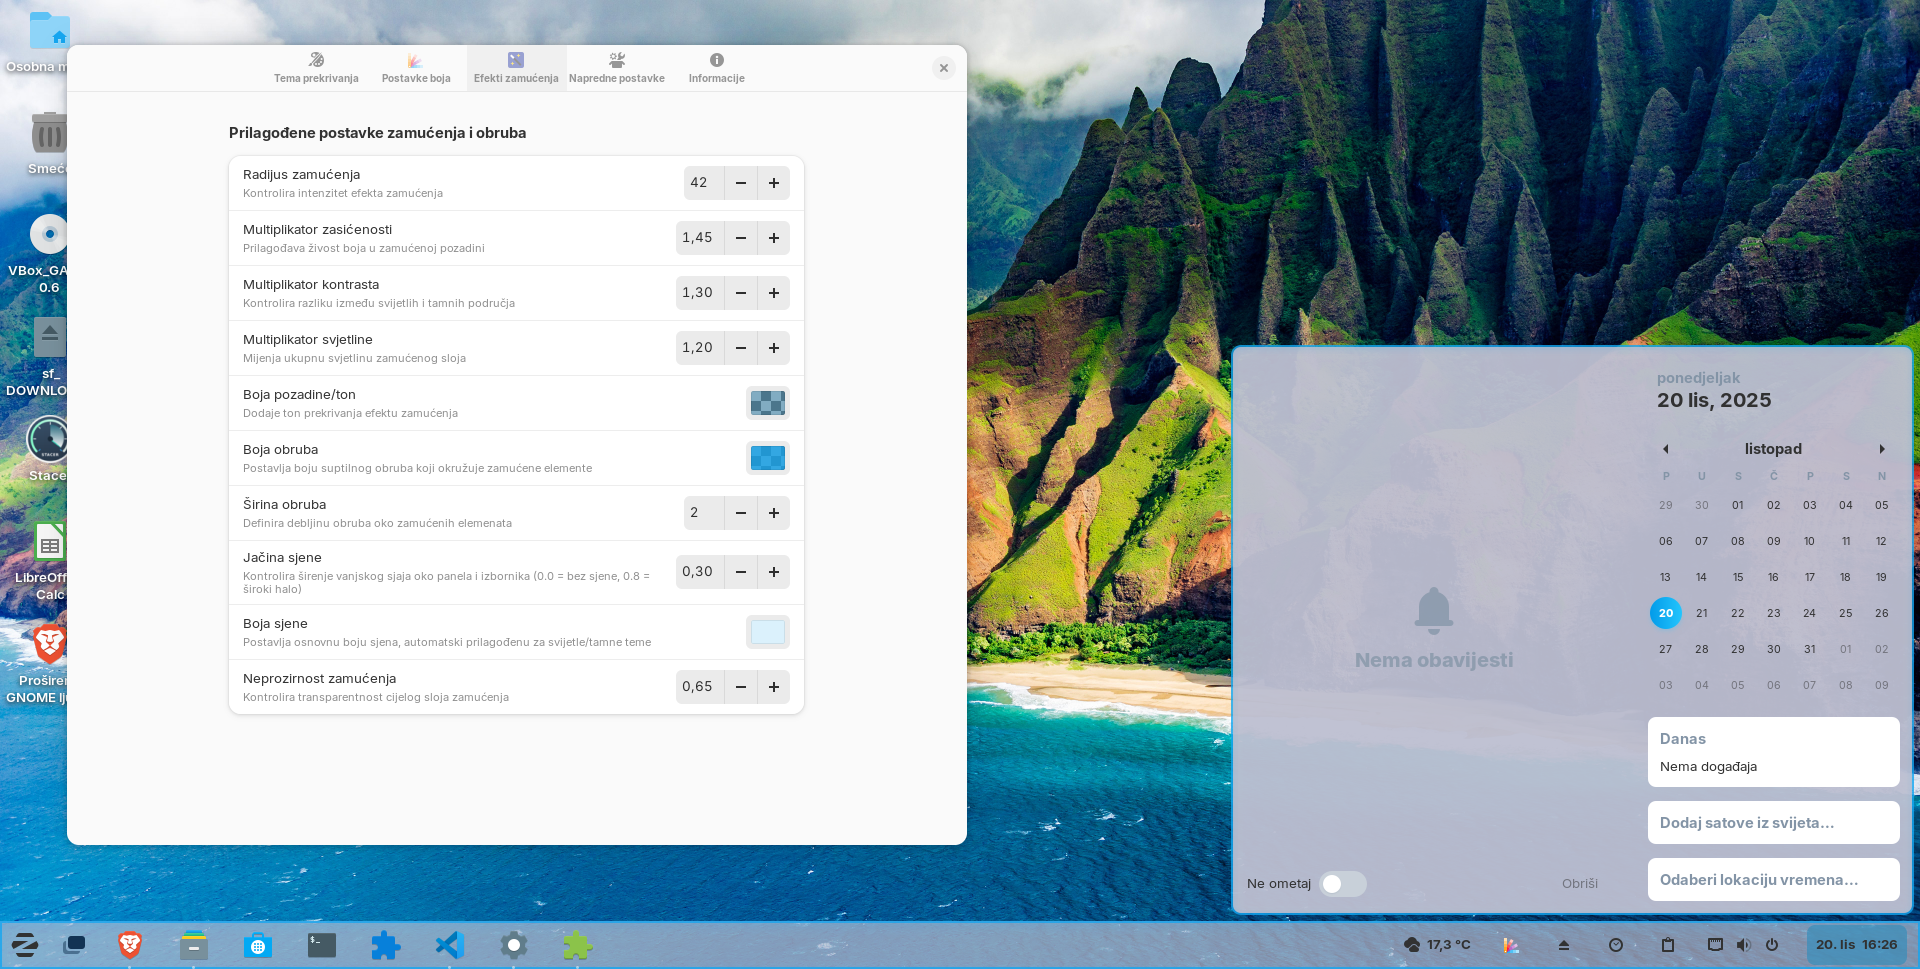 Osobna m
Smeć
VBox_GA
0.6
sf_
DOWNLO
Stace
LibreOff
Calc
Proširen
GNOME lj
Tema prekrivanja
Postavke boja
Efekti zamućenja
Napredne postavke
Informacije
Prilagođene postavke zamućenja i obruba
Radijus zamućenja
Kontrolira intenzitet efekta zamućenja
42
Multiplikator zasićenosti
Prilagođava živost boja u zamućenoj pozadini
1,45
Multiplikator kontrasta
Kontrolira razliku između svijetlih i tamnih područja
1,30
Multiplikator svjetline
Mijenja ukupnu svjetlinu zamućenog sloja
1,20
Boja pozadine/ton
Dodaje ton prekrivanja efektu zamućenja
Boja obruba
Postavlja boju suptilnog obruba koji okružuje zamućene elemente
Širina obruba
Definira debljinu obruba oko zamućenih elemenata
2
Jačina sjene
Kontrolira širenje vanjskog sjaja oko panela i izbornika (0.0 = bez sjene, 0.8 =
široki halo)
0,30
Boja sjene
Postavlja osnovnu boju sjena, automatski prilagođenu za svijetle/tamne teme
Neprozirnost zamućenja
Kontrolira transparentnost cijelog sloja zamućenja
0,65
Nema obavijesti
Ne ometaj
Obriši
ponedjeljak
20 lis, 2025
listopad
P U S Č P S N
29 30 01 02 03 04 05
06 07 08 09 10 11 12
13 14 15 16 17 18 19
20 21 22 23 24 25 26
27 28 29 30 31 01 02
03 04 05 06 07 08 09
Danas
Nema događaja
Dodaj satove iz svijeta…
Odaberi lokaciju vremena…
17,3 °C
20. lis 16:26